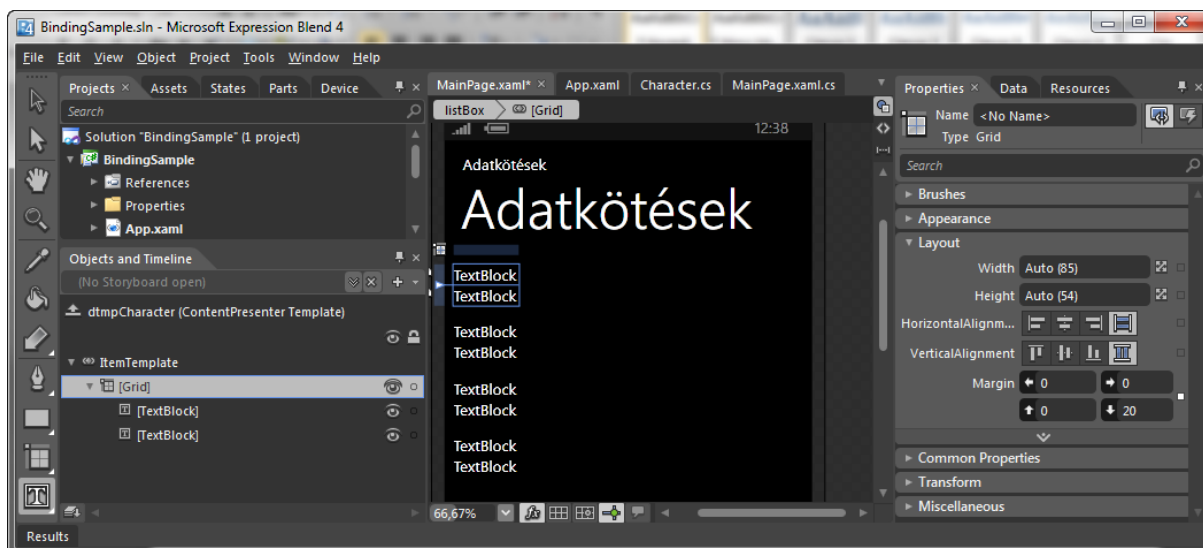 BindingSample.sln - Microsoft Expression Blend 4
File Edit View Object Project Tools Window Help
Projects × Assets States Parts Device
Search
Solution "BindingSample" (1 project)
BindingSample
References
Properties
App.xaml
Objects and Timeline
(No Storyboard open)
dtmpCharacter (ContentPresenter Template)
ItemTemplate
[Grid]
[TextBlock]
[TextBlock]
MainPage.xaml* × App.xaml Character.cs MainPage.xaml.cs
listBox [Grid]
12:38
Adatkötések
Adatkötések
TextBlock
TextBlock
TextBlock
TextBlock
TextBlock
TextBlock
TextBlock
TextBlock
66,67%
Properties × Data Resources
Name <No Name>
Type Grid
Search
Brushes
Appearance
Layout
Width Auto (85)
Height Auto (54)
HorizontalAlignm...
VerticalAlignment
Margin 0 0
0 20
Common Properties
Transform
Miscellaneous
Results